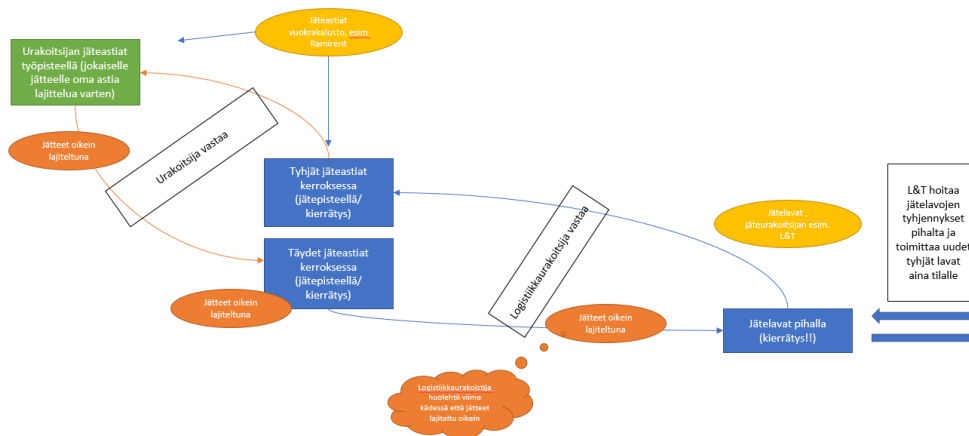 Jäteastiat
vuokrakalusto, esim
Ramirent
Urakoitsijan jäteastiat
työpisteellä (jokaiselle
jätteelle oma astia
lajittelua varten)
Jätteet oikein
lajiteltuna
Urakoitsija vastaa
Tyhjät jäteastiat
kerroksessa
(jätepisteellä/
kierrätys)
Täydet jäteastiat
kerroksessa
(jätepisteellä/
kierrätys)
Jätteet oikein
lajiteltuna
Logistiikkaurakoitsija vastaa
Jätteet oikein
lajiteltuna
Logistiikkaurakoistija
huolehtii viime
kädessä että jätteet
lajiteltu oikein
Jätelavat ,
jäteurakoitsijan esim.
L&T
Jätelavat pihalla
(kierrätys!!)
L&T hoitaa
jätelavojen
tyhjennykset
pihalta ja
toimittaa uudet
tyhjät lavat
aina tilalle